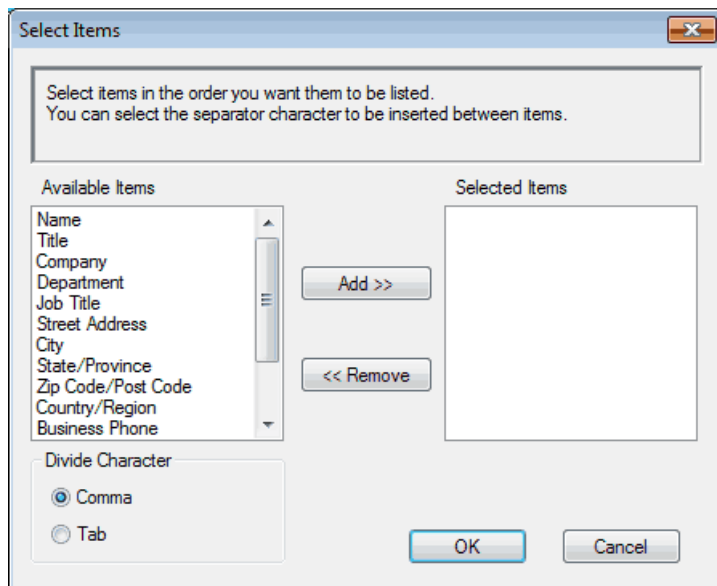 Select Items
Select items in the order you want them to be listed.
You can select the separator character to be inserted between items.
Available Items
Selected Items
Name
Title
Company
Department
Job Title
Street Address
City
State/Province
Zip Code/Post Code
Country/Region
Business Phone
Add >>
<< Remove
Divide Character
Comma
Tab
OK
Cancel